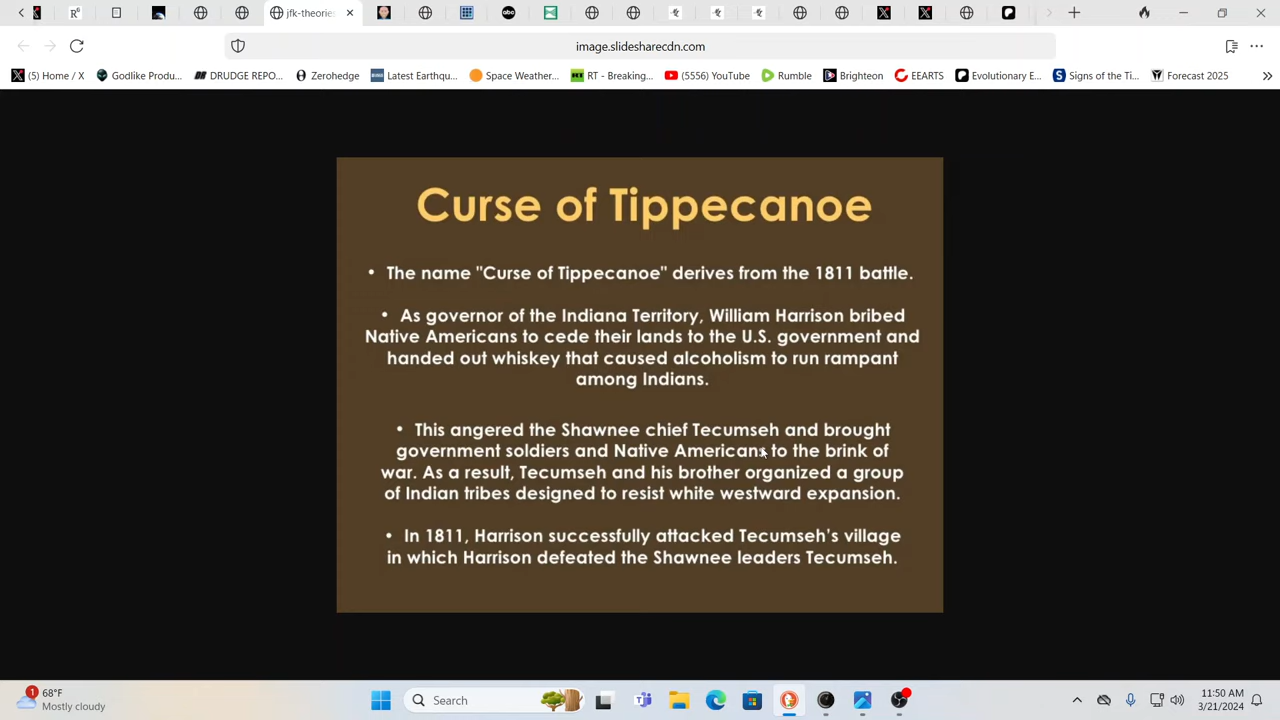 jfk-theories
image.slidesharecdn.com
(5) Home / X
Godlike Produ...
DRUDGE REPO...
Zerohedge
Latest Earthqu...
Space Weather...
RT - Breaking...
(5556) YouTube
Rumble
Brighteon
EEARTS
Evolutionary E...
Signs of the Ti...
Forecast 2025
Curse of Tippecanoe
• The name "Curse of Tippecanoe" derives from the 1811 battle.
• As governor of the Indiana Territory, William Harrison bribed
Native Americans to cede their lands to the U.S. government and
handed out whiskey that caused alcoholism to run rampant
among Indians.
• This angered the Shawnee chief Tecumseh and brought
government soldiers and Native Americans to the brink of
war. As a result, Tecumseh and his brother organized a group
of Indian tribes designed to resist white westward expansion.
• In 1811, Harrison successfully attacked Tecumseh's village
in which Harrison defeated the Shawnee leaders Tecumseh.
1
68°F
Mostly cloudy
Search
11:50 AM
3/21/2024